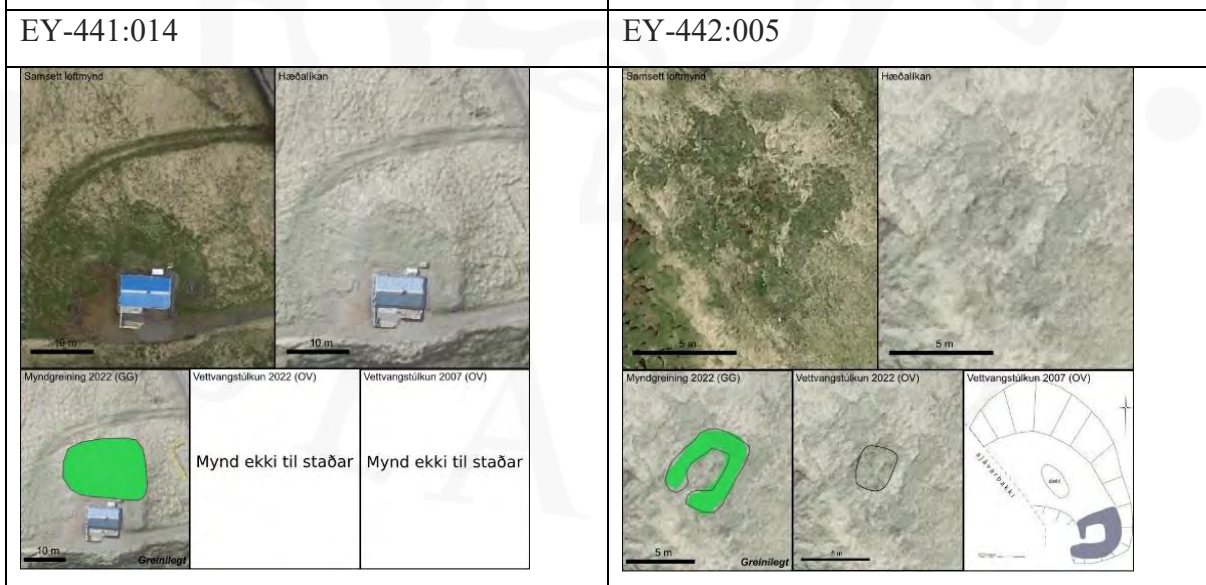 EY-441:014
EY-442:005
Samsett loftmynd
Hæðalíkan
10 m
10 m
Myndgreining 2022 (GG)
Vettvangstúlkun 2022 (OV)
Vettvangstúlkun 2007 (OV)
Mynd ekki til staðar
Mynd ekki til staðar
10 m
Greinilegt
Samsett loftmynd
Hæðalíkan
5 m
5 m
Myndgreining 2022 (GG)
Vettvangstúlkun 2022 (OV)
Vettvangstúlkun 2007 (OV)
sjávarbakki
5 m
5 m